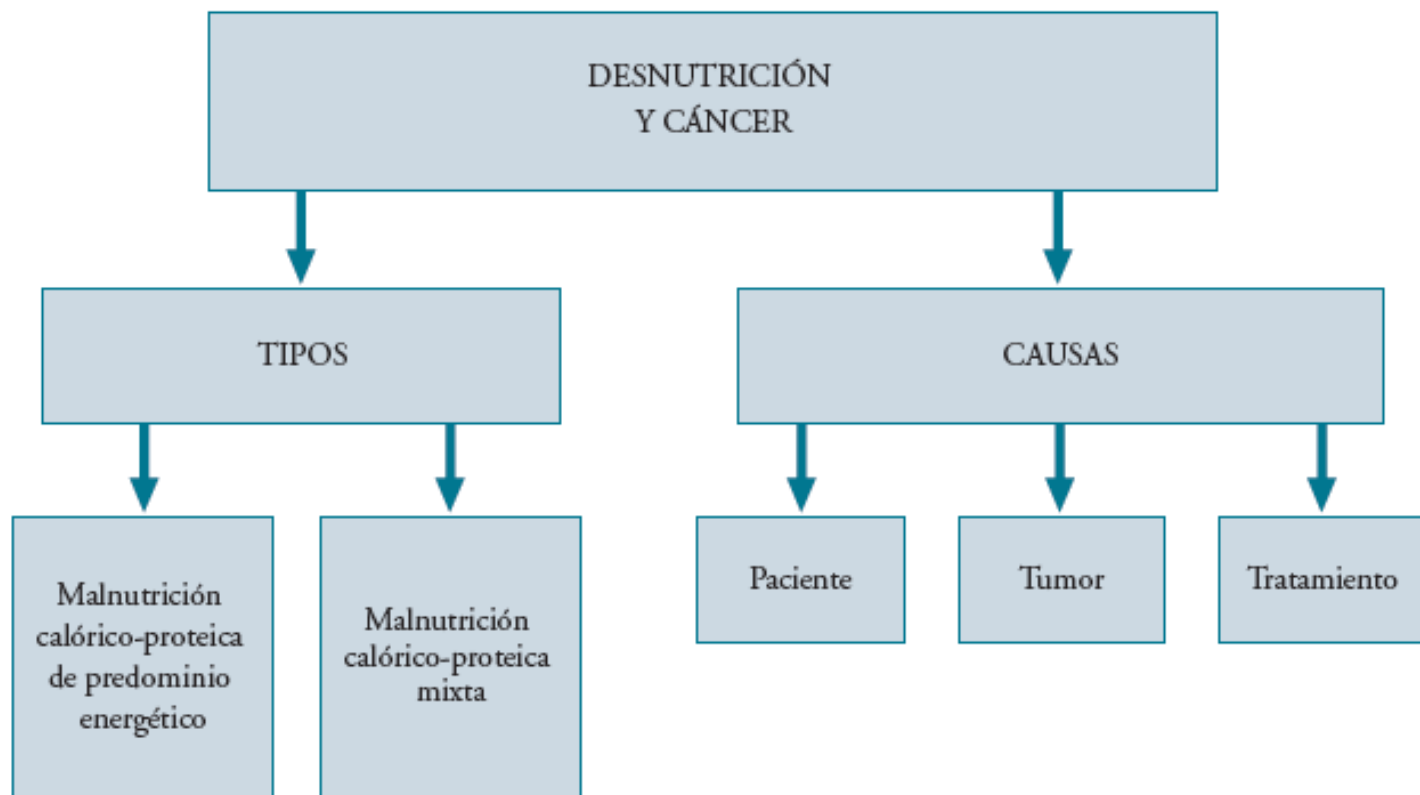 DESNUTRICIÓN
Y CÁNCER
TIPOS
CAUSAS
Malnutrición
calórico-proteica
de predominio
energético
Malnutrición
calórico-proteica
mixta
Paciente
Tumor
Tratamiento